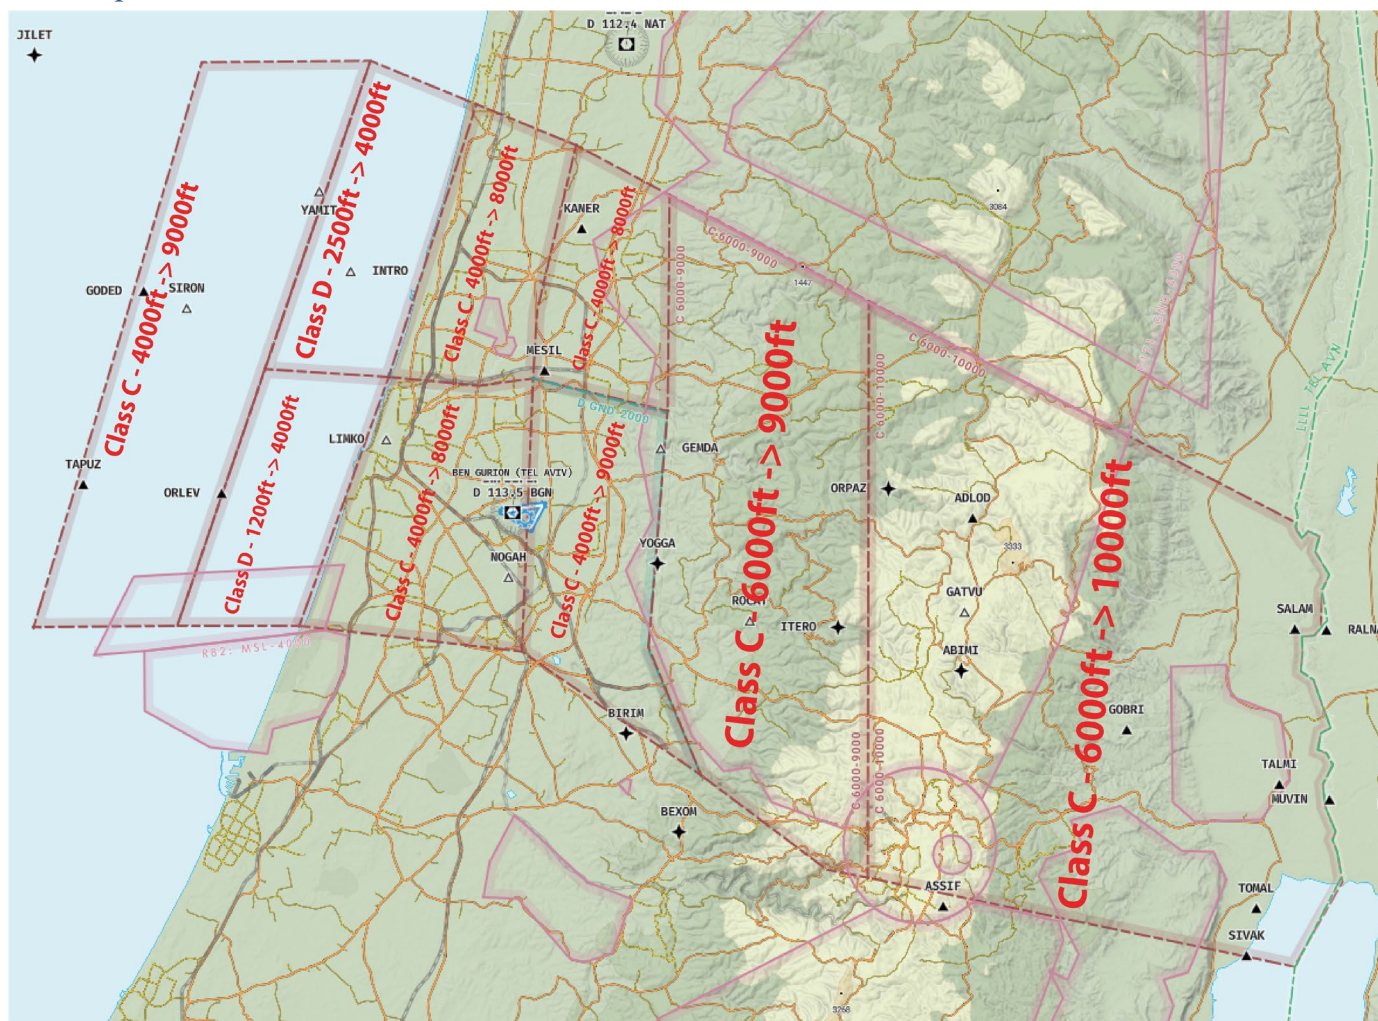 JILET
D 112.4 NAT
YAMIT
INTRO
GODED
SIRON
KANER
MESIL
TAPUZ
ORLEV
LIMKO
BEN GURION (TEL AVIV)
D 113.5 BGN
NOGAH
GEMDA
YOGGA
ORPAZ
ADLOD
GATVU
ITERO
ABIMI
GOBRI
SALAM
RALNA
TALMI
MUVIN
BIRIM
BEXOM
ASSIF
TOMAL
SIVAK
Class C - 4000ft -> 9000ft
Class D - 2500ft -> 4000ft
Class D - 1200ft -> 400ft
Class C - 4000ft -> 8000ft
Class C - 4000ft -> 8000ft
Class C - 4000ft -> 8000ft
Class C - 4000ft -> 9000ft
Class C - 6000ft -> 9000ft
Class C - 6000ft -> 10000ft
C 6000-9000
C 6000-9000
C 6000-10000
C 6000-10000
C 6000-9000
C 6000-10000
D GND-2000
R82: MSL-4000
3084
1447
3333
3268